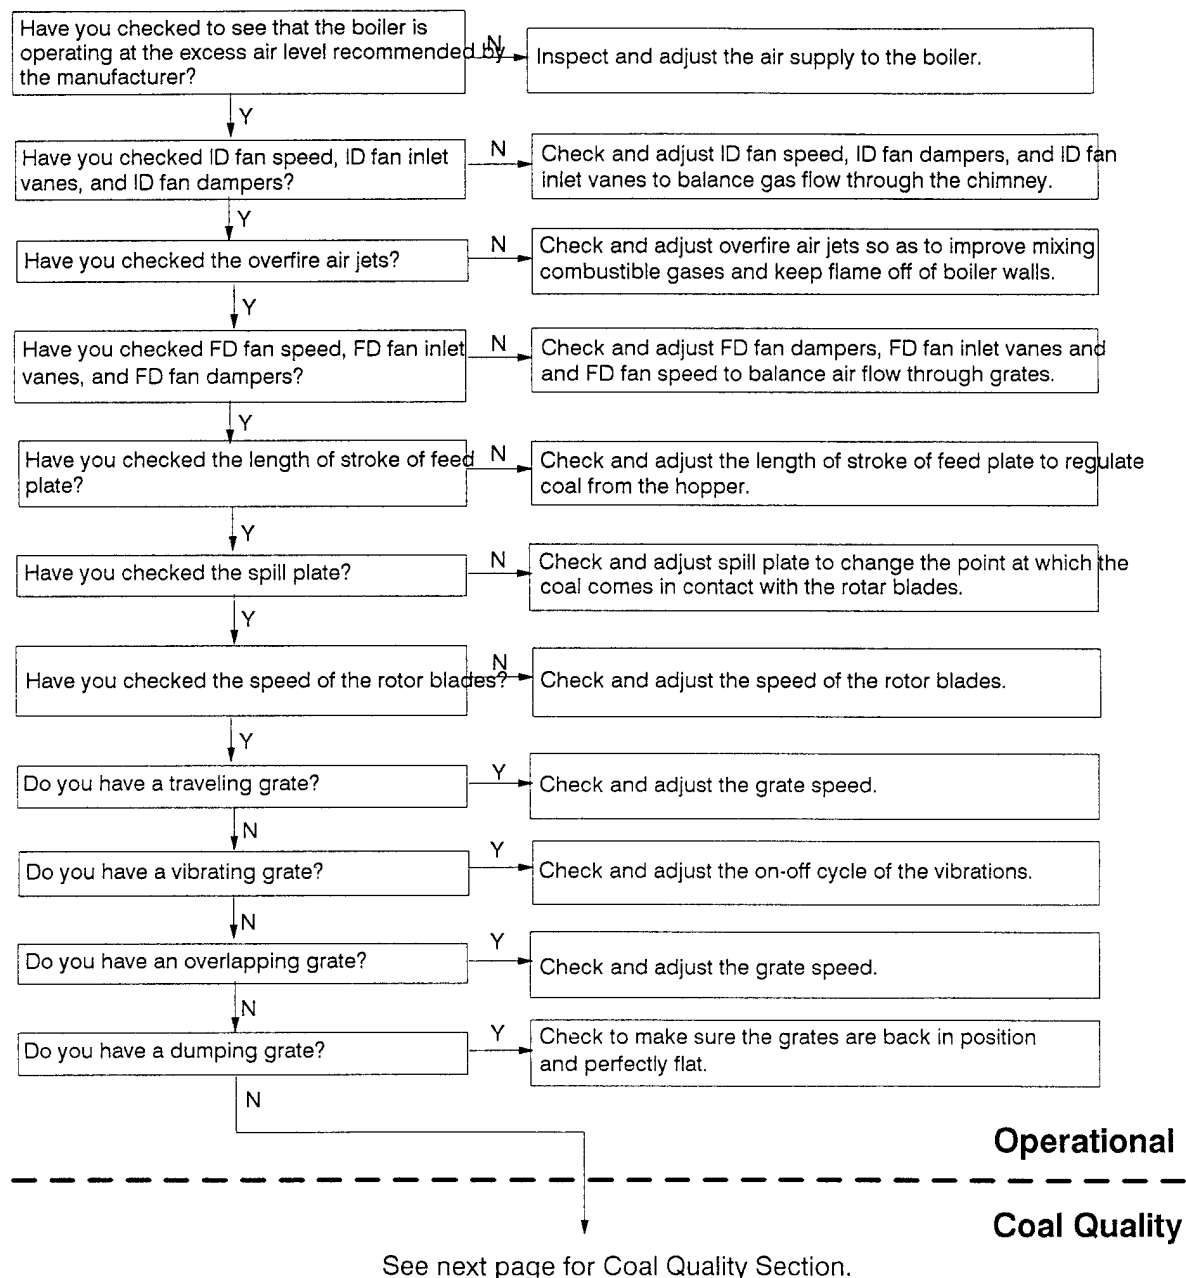 Have you checked to see that the boiler is
operating at the excess air level recommended by
the manufacturer?
N
Inspect and adjust the air supply to the boiler.
Y
Have you checked ID fan speed, ID fan inlet
vanes, and ID fan dampers?
N
Check and adjust ID fan speed, ID fan dampers, and ID fan
inlet vanes to balance gas flow through the chimney.
Y
Have you checked the overfire air jets?
N
Check and adjust overfire air jets so as to improve mixing
combustible gases and keep flame off of boiler walls.
Y
Have you checked FD fan speed, FD fan inlet
vanes, and FD fan dampers?
N
Check and adjust FD fan dampers, FD fan inlet vanes and
and FD fan speed to balance air flow through grates.
Y
Have you checked the length of stroke of feed
plate?
N
Check and adjust the length of stroke of feed plate to regulate
coal from the hopper.
Y
Have you checked the spill plate?
N
Check and adjust spill plate to change the point at which the
coal comes in contact with the rotar blades.
Y
Have you checked the speed of the rotor blades?
N
Check and adjust the speed of the rotor blades.
Y
Do you have a traveling grate?
Y
Check and adjust the grate speed.
N
Do you have a vibrating grate?
Y
Check and adjust the on-off cycle of the vibrations.
N
Do you have an overlapping grate?
Y
Check and adjust the grate speed.
N
Do you have a dumping grate?
Y
Check to make sure the grates are back in position
and perfectly flat.
N
Operational
Coal Quality
See next page for Coal Quality Section.